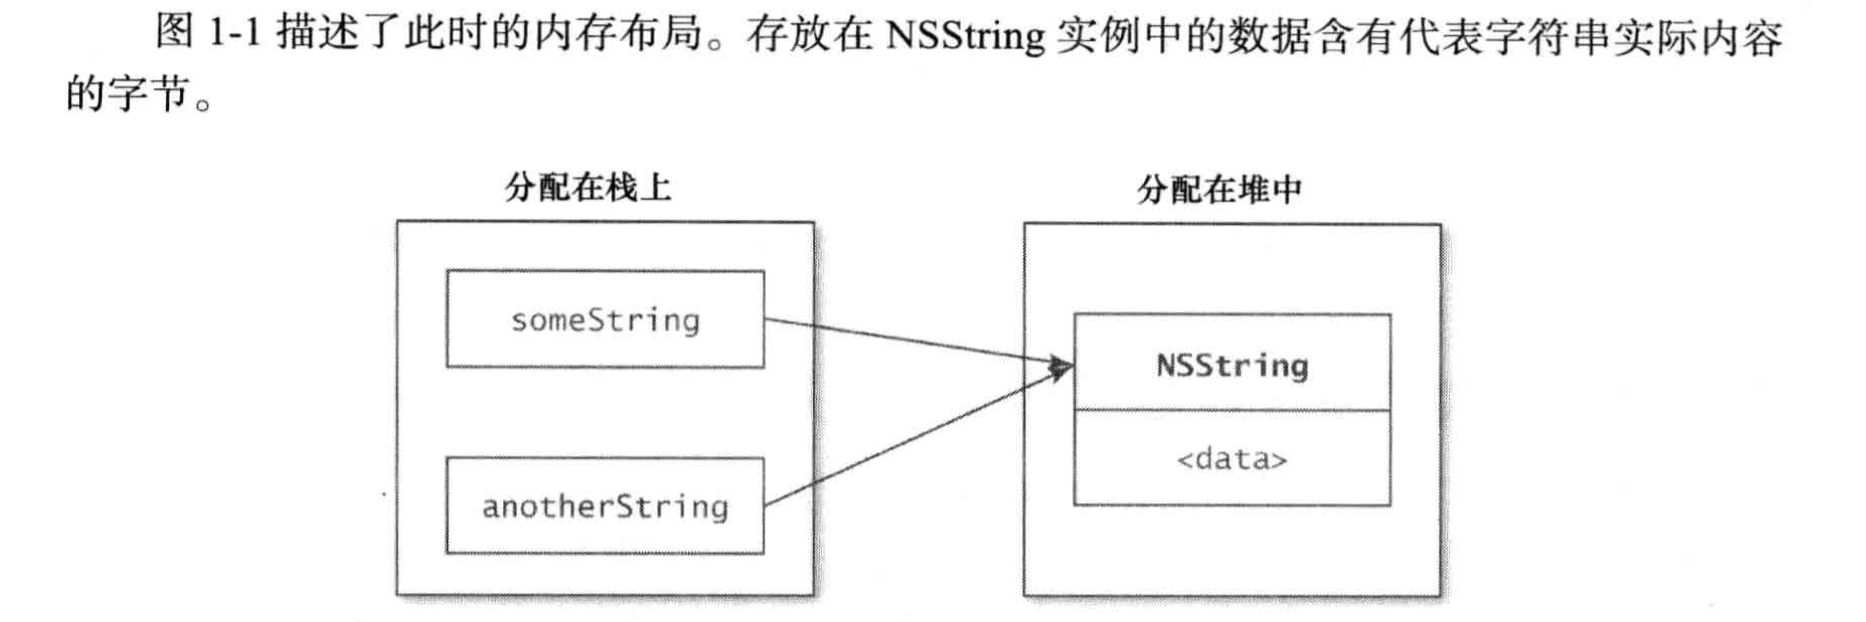 图 1-1 描述了此时的内存布局。存放在 NSString 实例中的数据含有代表字符串实际内容
的字节。
分配在栈上
分配在堆中
someString
NSString
<data>
anotherString